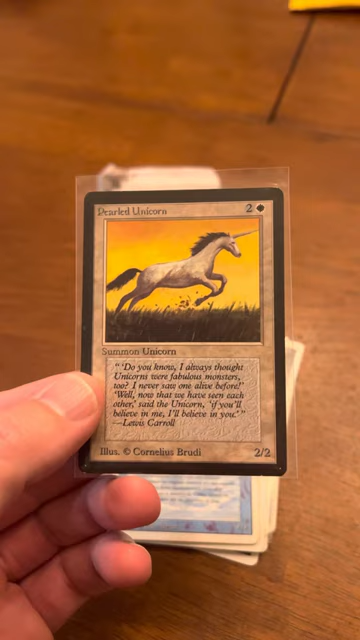 Pearled Unicorn 2
Summon Unicorn
" 'Do you know, I always thought
Unicorns were fabulous monsters,
too? I never saw one alive before!'
'Well, now that we have seen each
other,' said the Unicorn, 'if you'll
believe in me, I'll believe in you.' "
—Lewis Carroll
Illus. © Cornelius Brudi 2/2